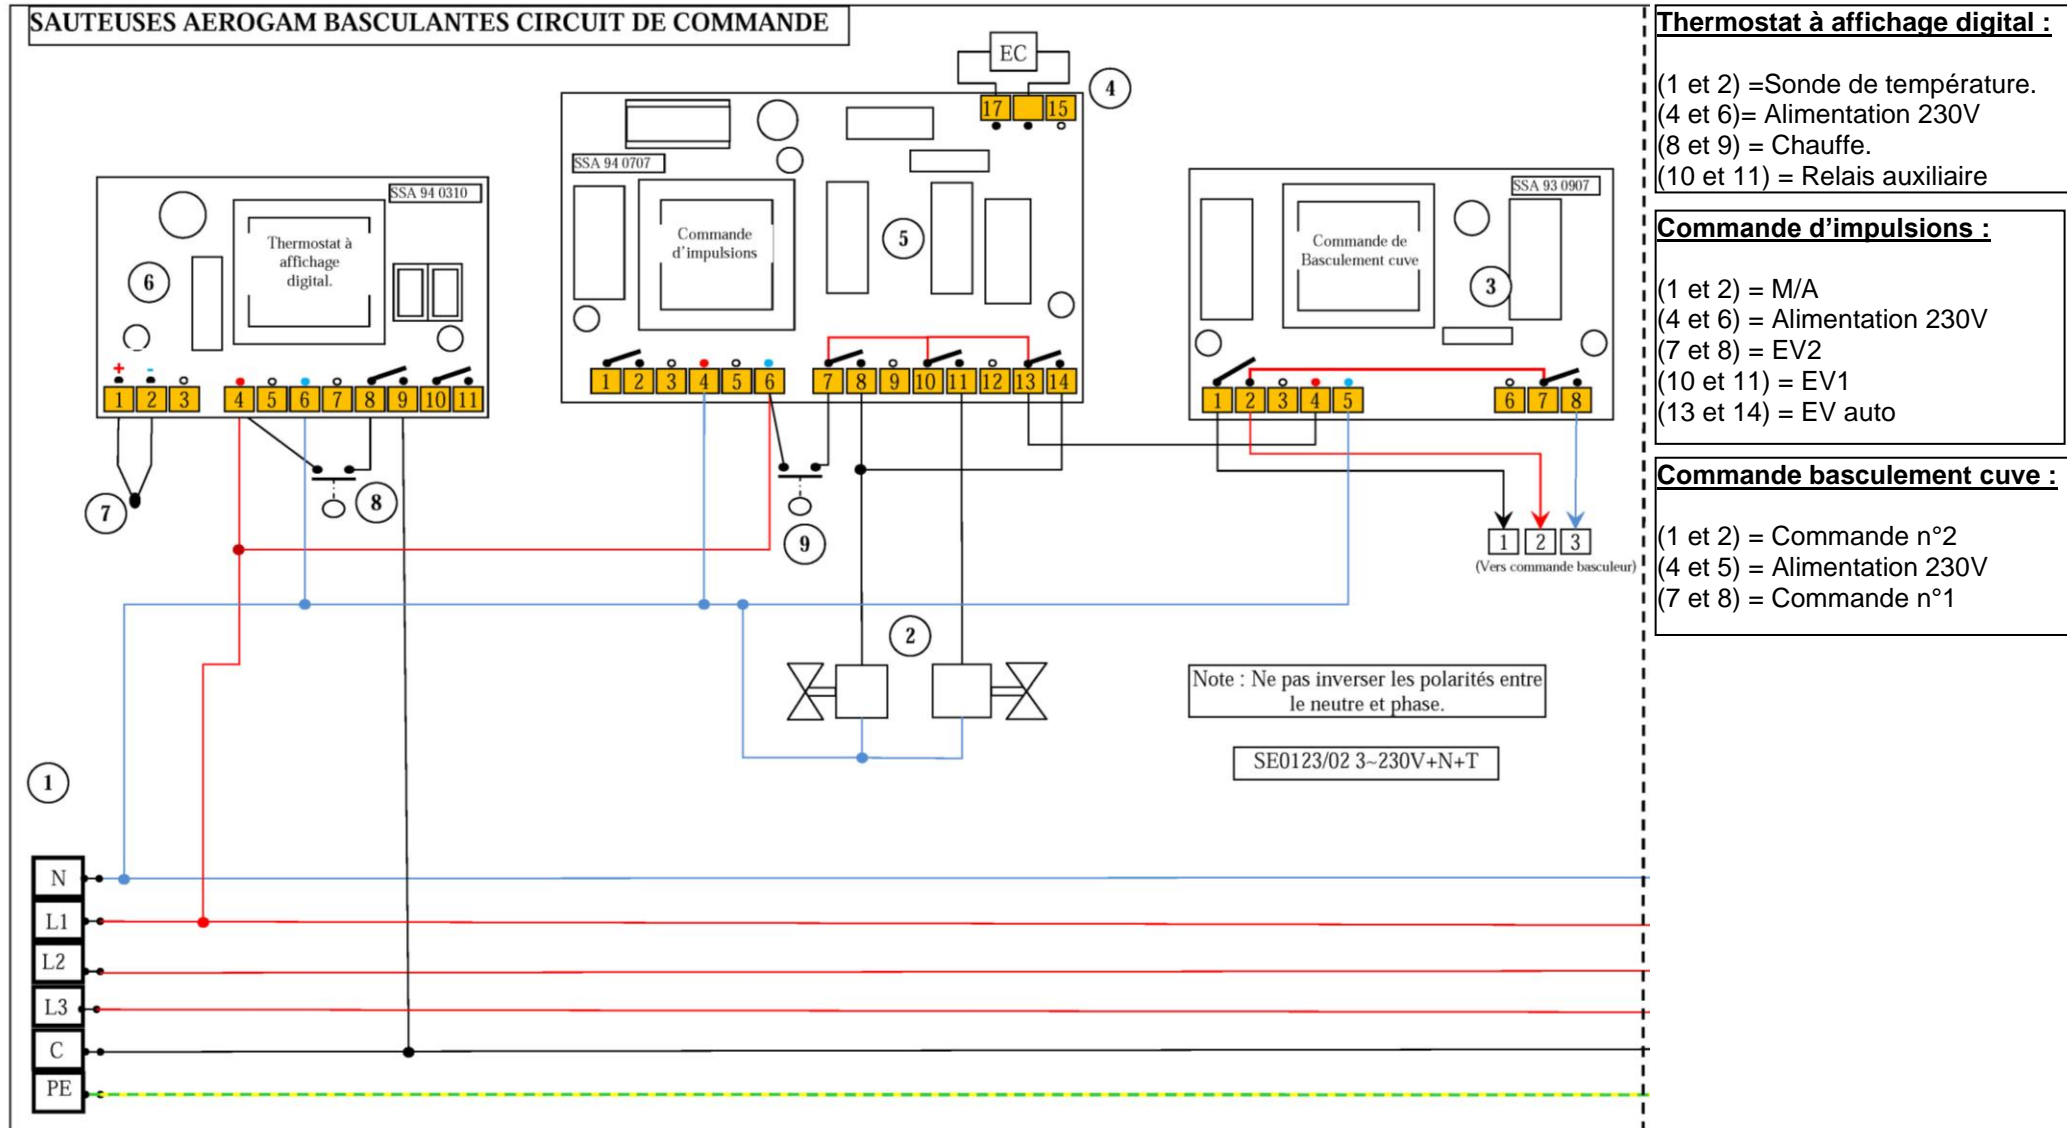 SAUTEUSES AEROGAM BASCULANTES CIRCUIT DE COMMANDE
EC
4
17 15
SSA 94 0310
Thermostat à
affichage
digital.
6
+ -
1 2 3 4 5 6 7 8 9 10 11
7
8
SSA 94 0707
Commande
d'impulsions
5
1 2 3 4 5 6 7 8 9 10 11 12 13 14
9
2
SSA 93 0907
Commande de
Basculement cuve
3
1 2 3 4 5 6 7 8
1 2 3
(Vers commande basculeur)
Note : Ne pas inverser les polarités entre
le neutre et phase.
SE0123/02 3~230V+N+T
1
N
L1
L2
L3
C
PE
Thermostat à affichage digital :
(1 et 2) =Sonde de température.
(4 et 6)= Alimentation 230V
(8 et 9) = Chauffe.
(10 et 11) = Relais auxiliaire
Commande d’impulsions :
(1 et 2) = M/A
(4 et 6) = Alimentation 230V
(7 et 8) = EV2
(10 et 11) = EV1
(13 et 14) = EV auto
Commande basculement cuve :
(1 et 2) = Commande n°2
(4 et 5) = Alimentation 230V
(7 et 8) = Commande n°1